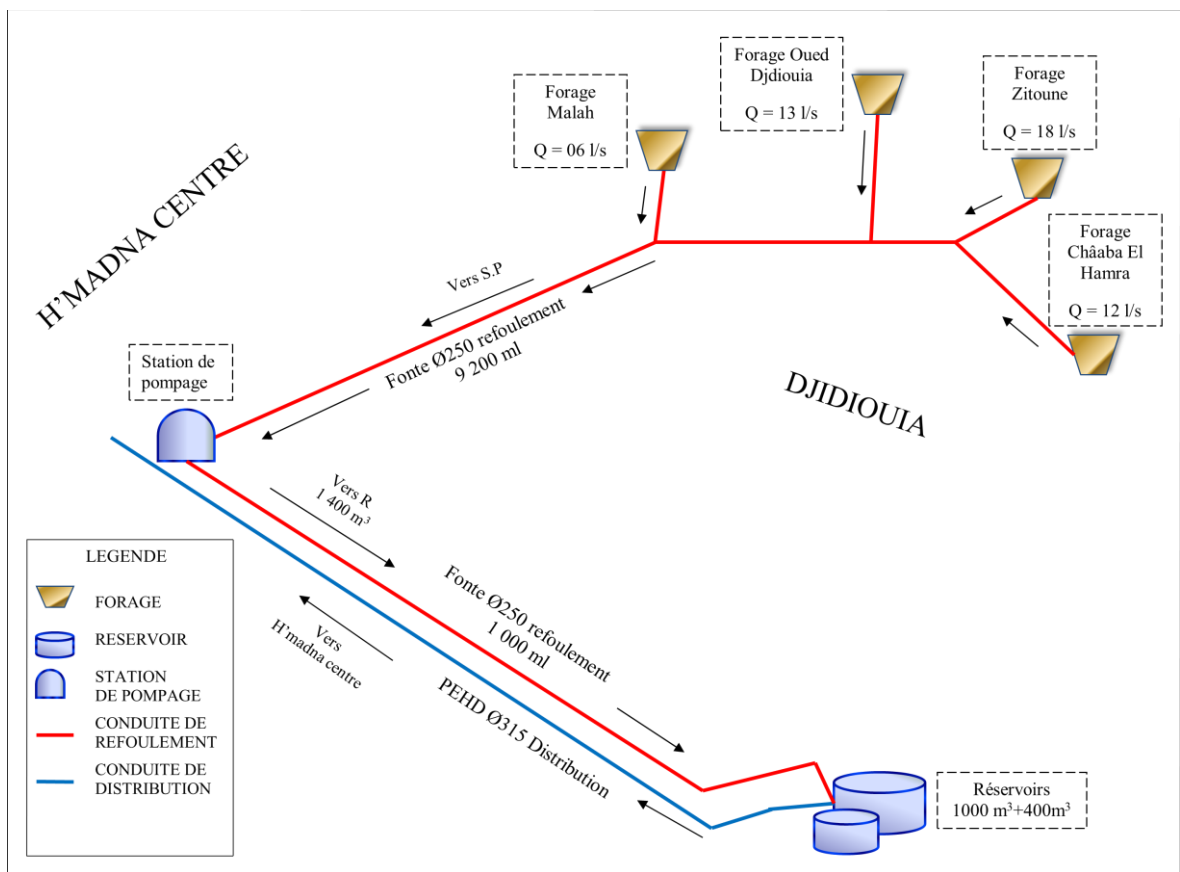 Forage Oued
Djdiouia
Q = 13 l/s
Forage
Zitoune
Q = 18 l/s
Forage
Malah
Q = 06 l/s
H'MADNA CENTRE
Forage
Châaba El
Hamra
Q = 12 l/s
Vers S.P
Fonte Ø250 refoulement
9 200 ml
Station de
pompage
DJIDIOUIA
Vers R
1 400 m³
Fonte Ø250 refoulement
1 000 ml
Vers
H'madna centre
PEHD Ø315 Distribution
Réservoirs
1000 m³+400m³
LEGENDE
FORAGE
RESERVOIR
STATION
DE POMPAGE
CONDUITE DE
REFOULEMENT
CONDUITE DE
DISTRIBUTION